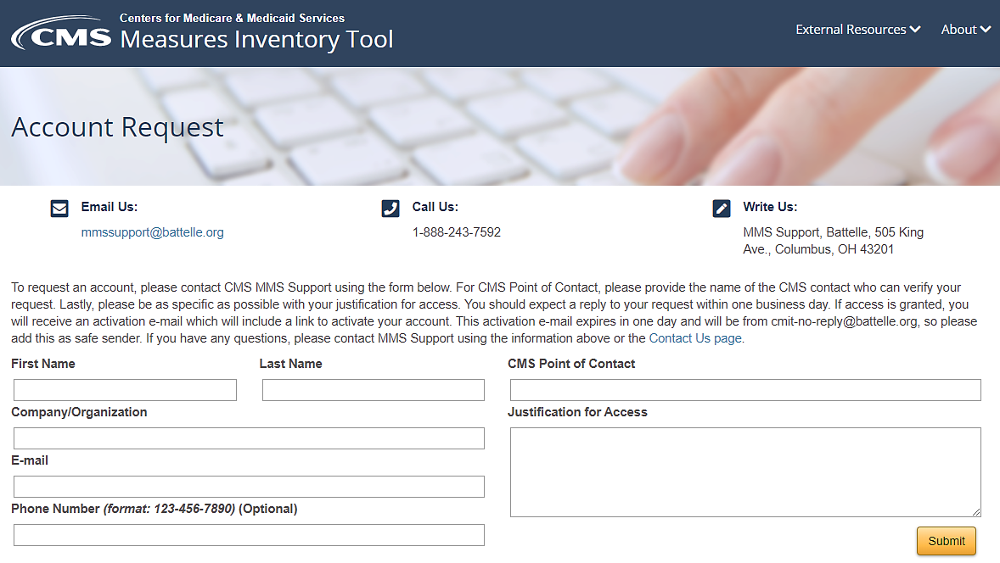 Centers for Medicare & Medicaid Services
CMS
Measures Inventory Tool
External Resources
About
Account Request
Email Us:
mmssupport@battelle.org
Call Us:
1-888-243-7592
Write Us:
MMS Support, Battelle, 505 King
Ave., Columbus, OH 43201
To request an account, please contact CMS MMS Support using the form below. For CMS Point of Contact, please provide the name of the CMS contact who can verify your
request. Lastly, please be as specific as possible with your justification for access. You should expect a reply to your request within one business day. If access is granted, you
will receive an activation e-mail which will include a link to activate your account. This activation e-mail expires in one day and will be from cmit-no-reply@battelle.org, so please
add this as safe sender. If you have any questions, please contact MMS Support using the information above or the Contact Us page.
First Name
Last Name
CMS Point of Contact
Company/Organization
Justification for Access
E-mail
Phone Number (format: 123-456-7890) (Optional)
Submit